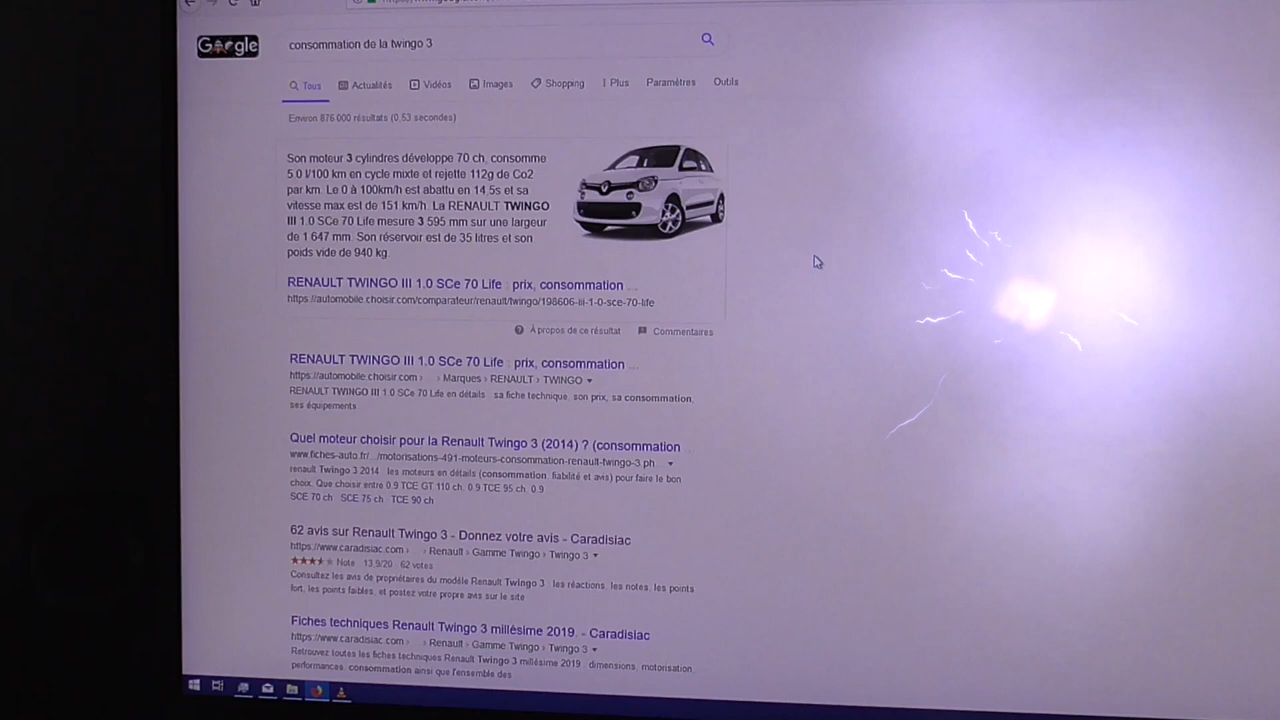 Google
consommation de la twingo 3
Tous Actualités Vidéos Images Shopping Plus Paramètres Outils
Environ 876 000 résultats (0,53 secondes)
Son moteur 3 cylindres développe 70 ch, consomme
5.0 l/100 km en cycle mixte et rejette 112g de Co2
par km. Le 0 à 100km/h est abattu en 14.5s et sa
vitesse max est de 151 km/h. La RENAULT TWINGO
III 1.0 SCe 70 Life mesure 3 595 mm sur une largeur
de 1 647 mm. Son réservoir est de 35 litres et son
poids vide de 940 kg.
RENAULT TWINGO III 1.0 SCe 70 Life : prix, consommation ...
https://automobile.choisir.com/comparateur/renault/twingo/198606-iii-1-0-sce-70-life
À propos de ce résultat Commentaires
RENAULT TWINGO III 1.0 SCe 70 Life : prix, consommation ...
https://automobile.choisir.com › ... › Marques › RENAULT › TWINGO
RENAULT TWINGO III 1.0 SCe 70 Life en détails : sa fiche technique, son prix, sa consommation,
ses équipements.
Quel moteur choisir pour la Renault Twingo 3 (2014) ? (consommation
www.fiches-auto.fr/.../motorisations-491-moteurs-consommation-renault-twingo-3.ph...
renault Twingo 3 2014 : les moteurs en détails (consommation, fiabilité et avis) pour faire le bon
choix. Que choisir entre 0.9 TCE GT 110 ch, 0.9 TCE 95 ch, 0.9
SCE 70 ch · SCE 75 ch · TCE 90 ch
62 avis sur Renault Twingo 3 - Donnez votre avis - Caradisiac
https://www.caradisiac.com › ... › Renault › Gamme Twingo › Twingo 3
Note : 13,9/20 · 62 votes
Consultez les avis de propriétaires du modèle Renault Twingo 3 : les réactions, les notes, les points
fort, les points faibles, et postez votre propre avis sur le site
Fiches techniques Renault Twingo 3 millésime 2019. - Caradisiac
https://www.caradisiac.com › ... › Renault › Gamme Twingo › Twingo 3
Retrouvez toutes les fiches techniques Renault Twingo 3 millésime 2019 : dimensions, motorisation,
performances, consommation ainsi que l'ensemble des